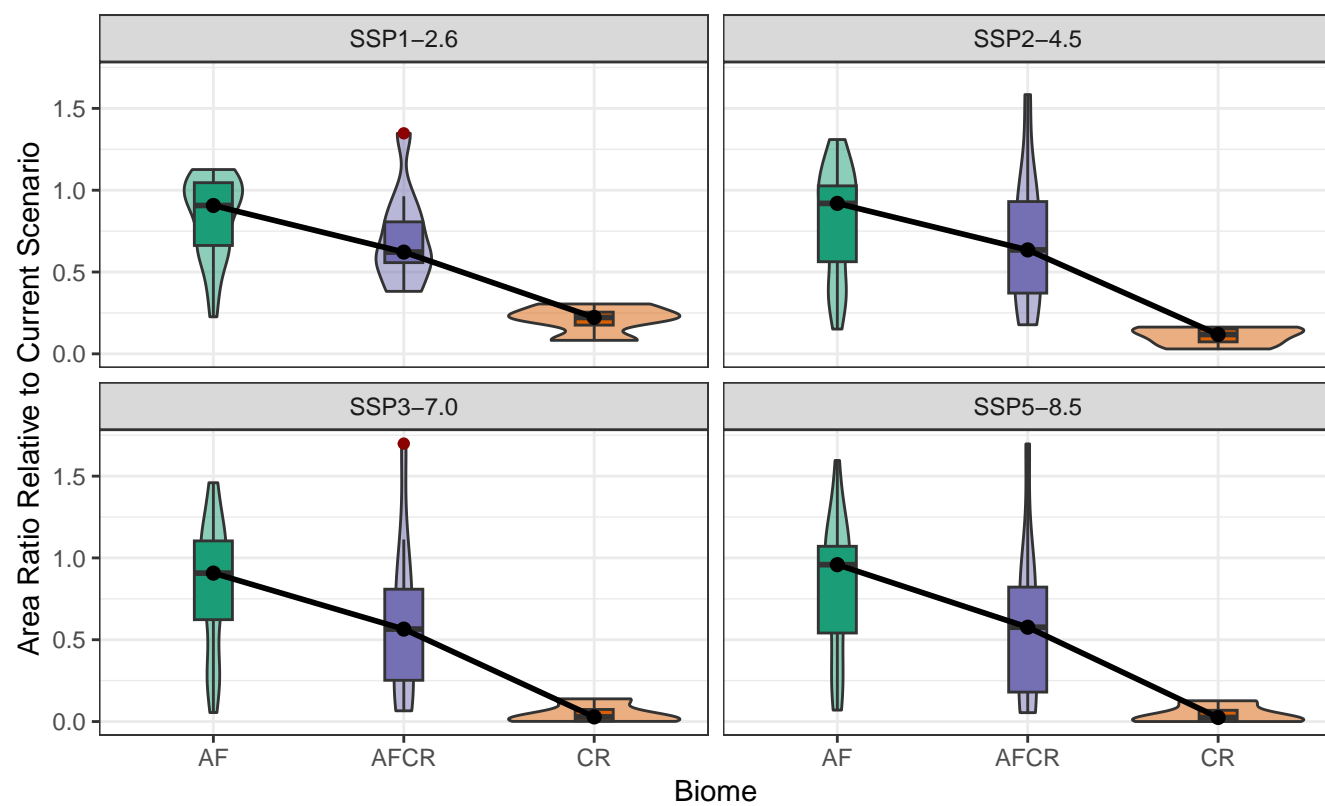 SSP1−2.6
SSP2−4.5
1.5
1.0
0.5
0.0
SSP3−7.0
SSP5−8.5
1.5
1.0
0.5
0.0
AF
AFCR
CR
AF
AFCR
CR
Biome
Area Ratio Relative to Current Scenario